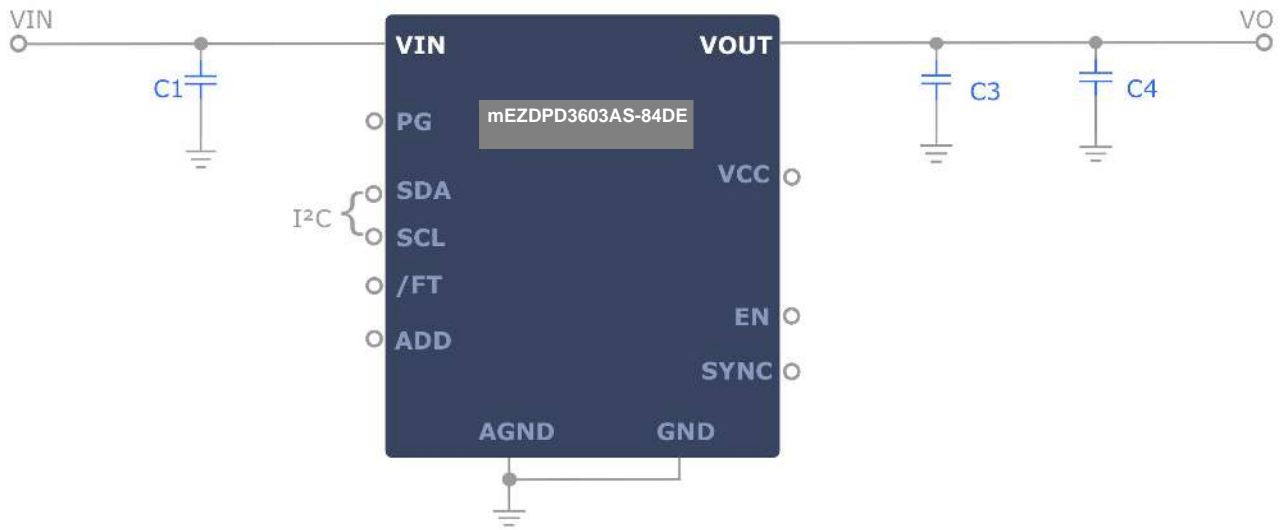 VIN
VO
VIN
VOUT
C1
C3
C4
mEZDPD3603AS-84DE
PG
VCC
SDA
I²C
SCL
/FT
EN
ADD
SYNC
AGND
GND